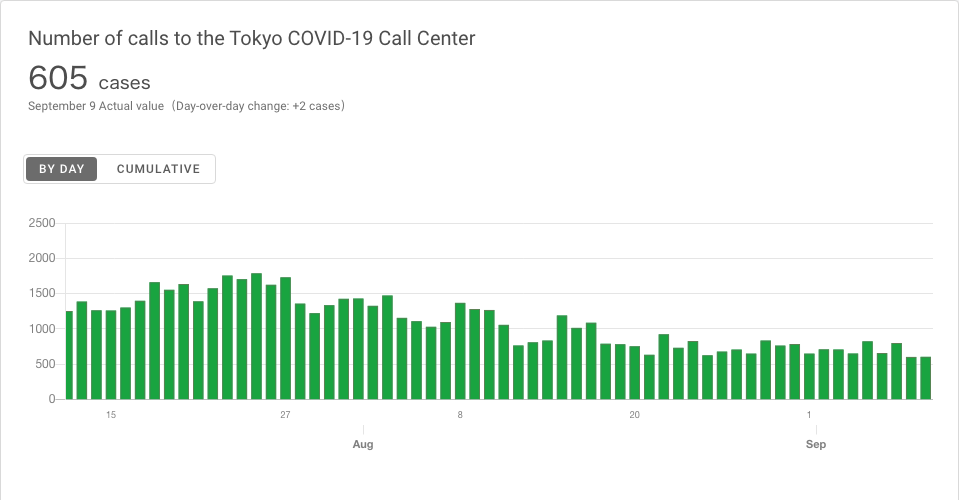 Number of calls to the Tokyo COVID-19 Call Center
605 cases
September 9 Actual value（Day-over-day change: +2 cases）
BY DAY CUMULATIVE
2500
2000
1500
1000
500
0
15 27 8 20 1
Aug Sep